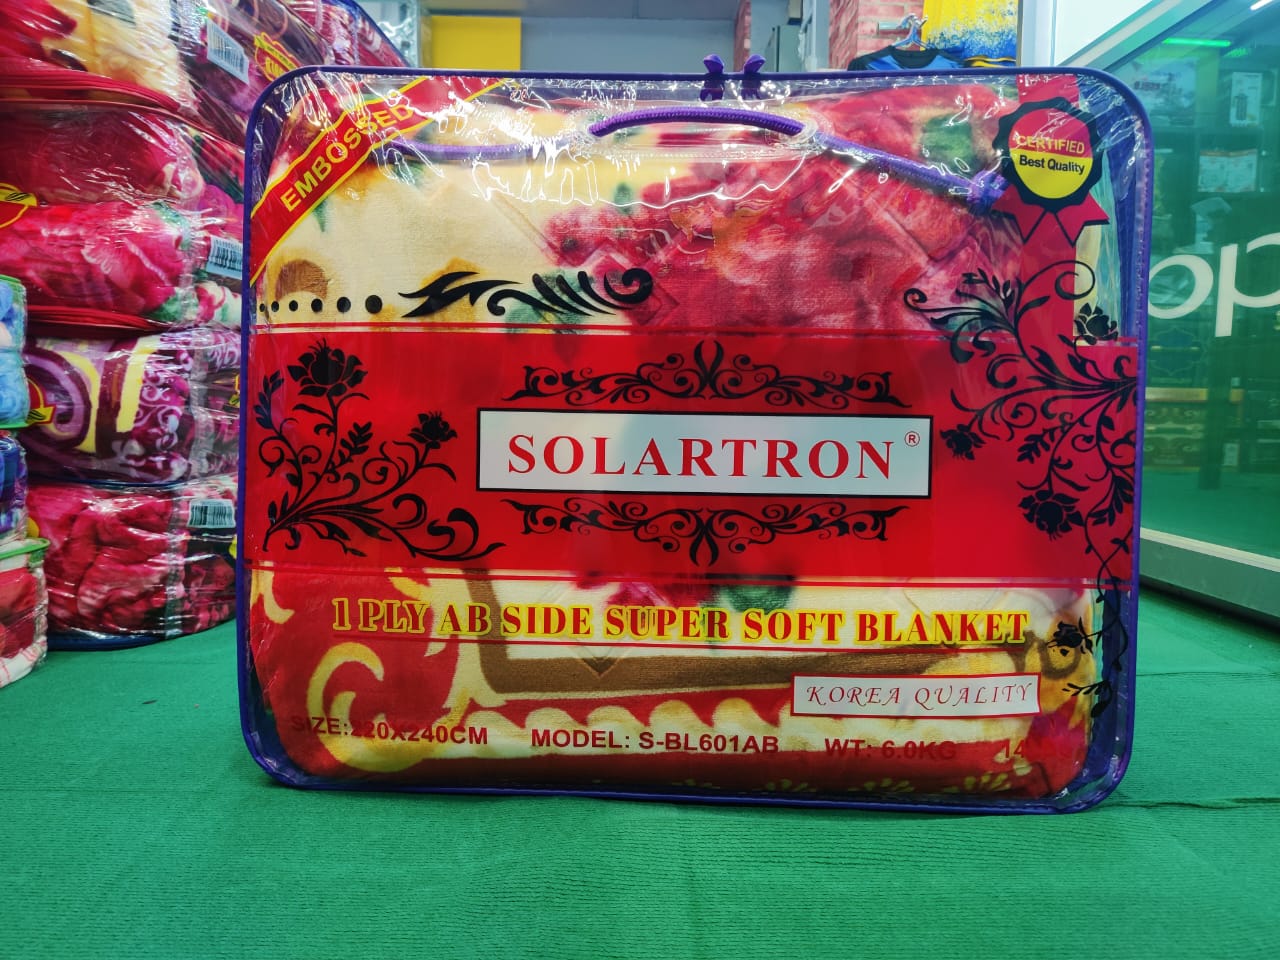 EMBOSSED
CERTIFIED
Best Quality
SOLARTRON ®
1 PLY AB SIDE SUPER SOFT BLANKET
KOREA QUALITY
SIZE:220X240CM MODEL: S-BL601AB WT: 6.0KG 14